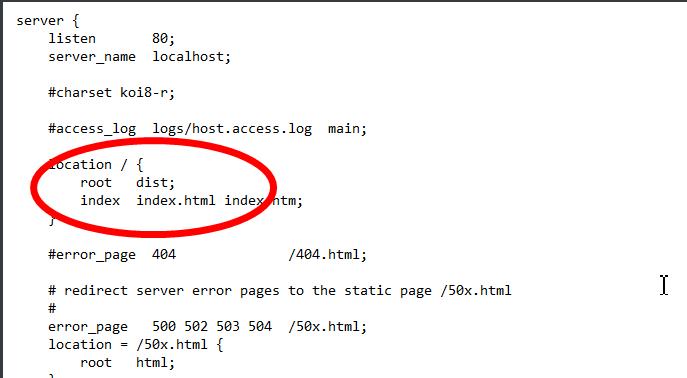 server {
listen 80;
server_name localhost;
#charset koi8-r;
#access_log logs/host.access.log main;
location / {
root dist;
index index.html index.htm;
}
#error_page 404 /404.html;
# redirect server error pages to the static page /50x.html
#
error_page 500 502 503 504 /50x.html;
location = /50x.html {
root html;
}